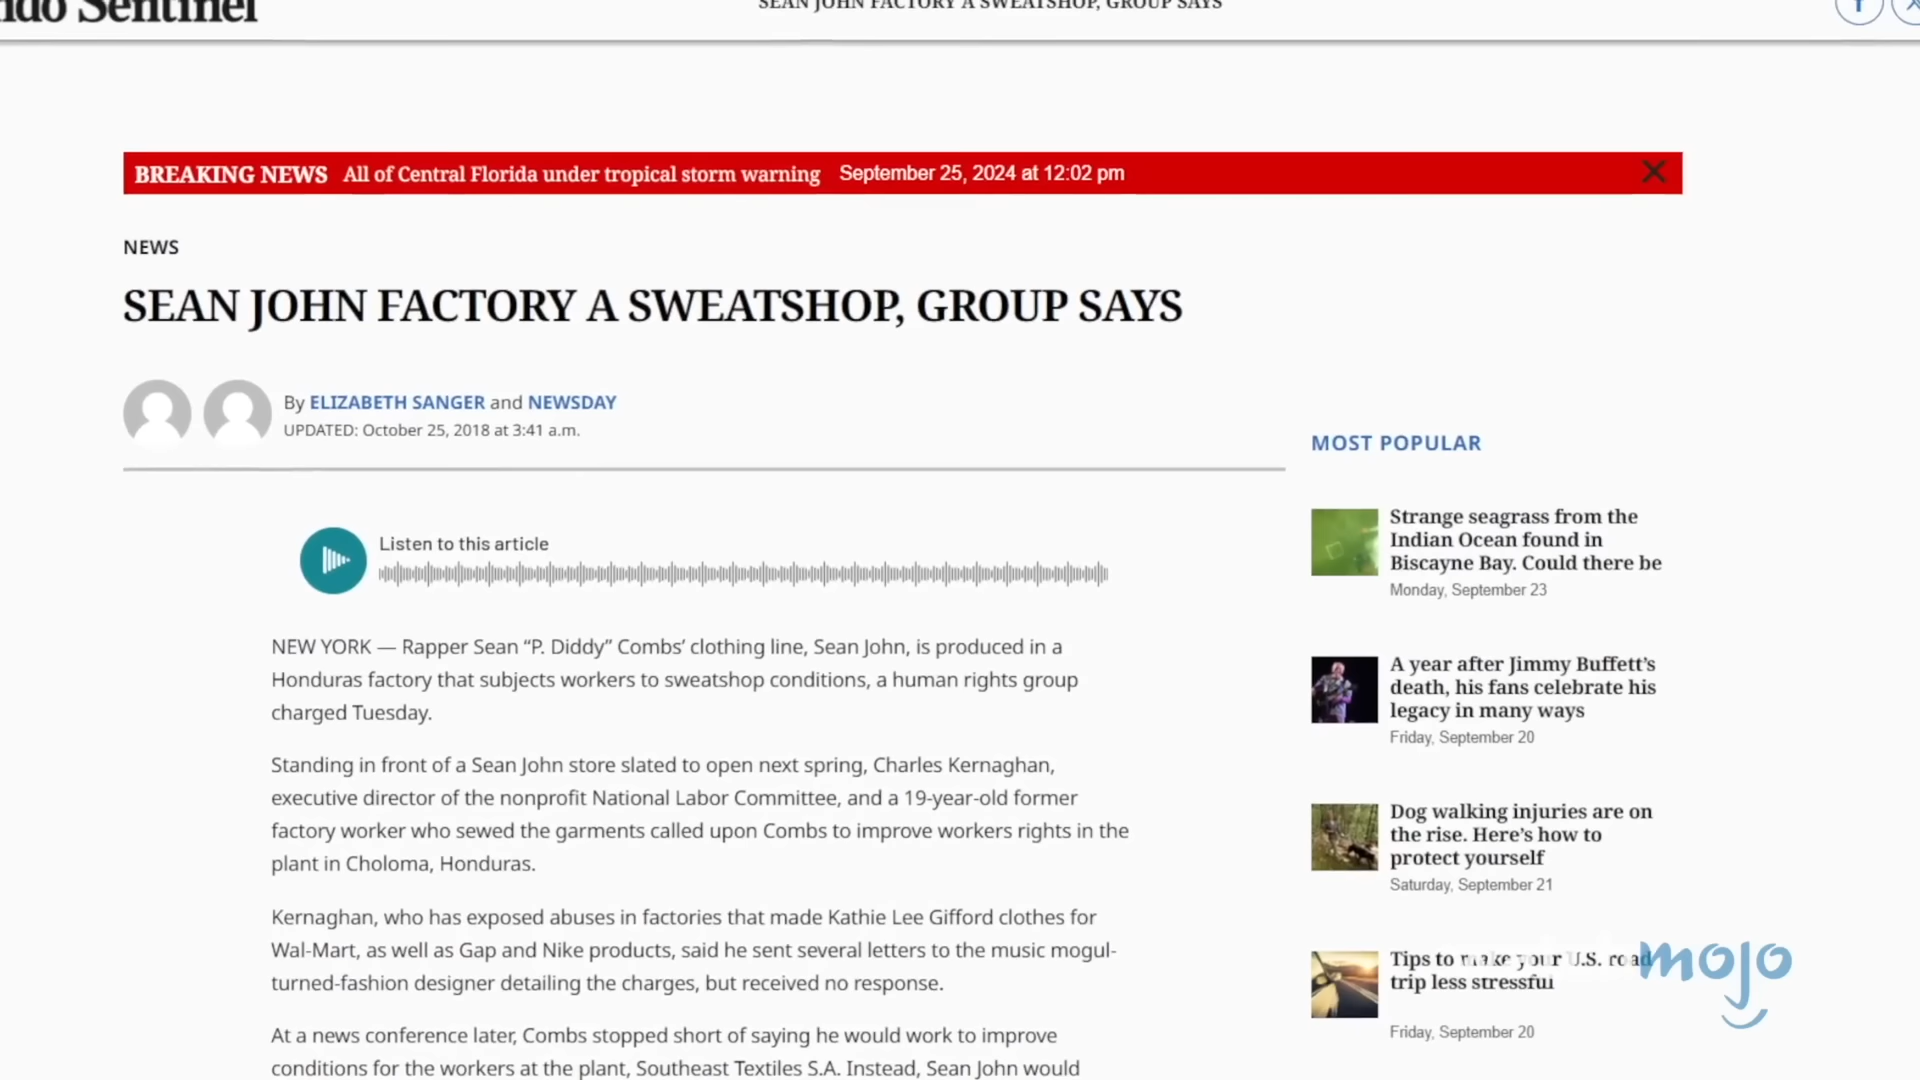 Sentinel
SEAN JOHN FACTORY A SWEATSHOP, GROUP SAYS
BREAKING NEWS All of Central Florida under tropical storm warning September 25, 2024 at 12:02 pm
NEWS
SEAN JOHN FACTORY A SWEATSHOP, GROUP SAYS
By ELIZABETH SANGER and NEWSDAY
UPDATED: October 25, 2018 at 3:41 a.m.
Listen to this article
NEW YORK — Rapper Sean “P. Diddy” Combs’ clothing line, Sean John, is produced in a
Honduras factory that subjects workers to sweatshop conditions, a human rights group
charged Tuesday.
Standing in front of a Sean John store slated to open next spring, Charles Kernaghan,
executive director of the nonprofit National Labor Committee, and a 19-year-old former
factory worker who sewed the garments called upon Combs to improve workers rights in the
plant in Choloma, Honduras.
Kernaghan, who has exposed abuses in factories that made Kathie Lee Gifford clothes for
Wal-Mart, as well as Gap and Nike products, said he sent several letters to the music mogul-
turned-fashion designer detailing the charges, but received no response.
At a news conference later, Combs stopped short of saying he would work to improve
conditions for the workers at the plant, Southeast Textiles S.A. Instead, Sean John would
MOST POPULAR
Strange seagrass from the
Indian Ocean found in
Biscayne Bay. Could there be
Monday, September 23
A year after Jimmy Buffett’s
death, his fans celebrate his
legacy in many ways
Friday, September 20
Dog walking injuries are on
the rise. Here’s how to
protect yourself
Saturday, September 21
Tips to make your U.S. road
trip less stressful
Friday, September 20
mojo